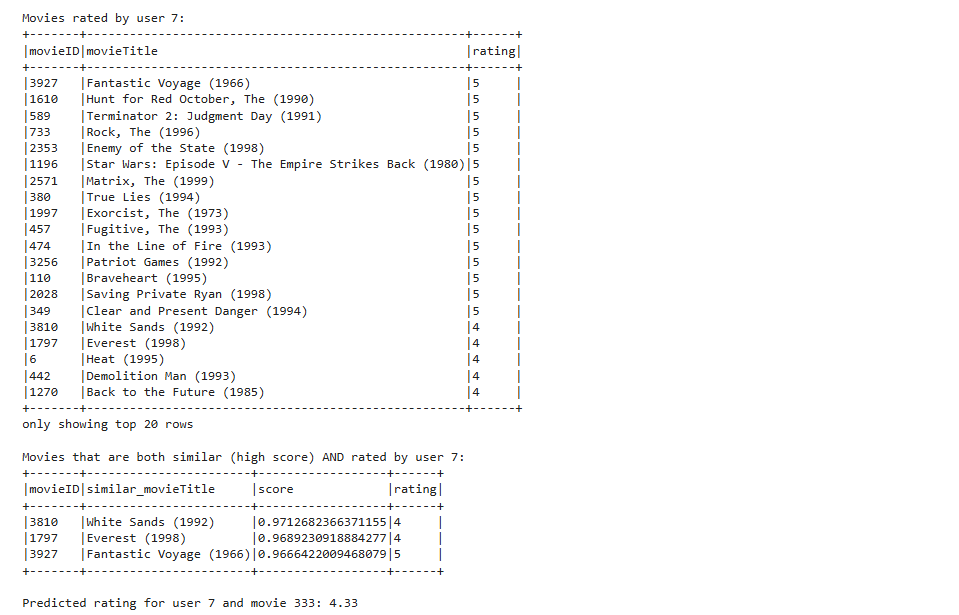 Movies rated by user 7:
+-------+-----------------------------------------------------+------+
|movieID|movieTitle                                           |rating|
+-------+-----------------------------------------------------+------+
|3927   |Fantastic Voyage (1966)                              |5     |
|1610   |Hunt for Red October, The (1990)                     |5     |
|589    |Terminator 2: Judgment Day (1991)                    |5     |
|733    |Rock, The (1996)                                     |5     |
|2353   |Enemy of the State (1998)                            |5     |
|1196   |Star Wars: Episode V - The Empire Strikes Back (1980)|5     |
|2571   |Matrix, The (1999)                                   |5     |
|380    |True Lies (1994)                                     |5     |
|1997   |Exorcist, The (1973)                                 |5     |
|457    |Fugitive, The (1993)                                 |5     |
|474    |In the Line of Fire (1993)                           |5     |
|3256   |Patriot Games (1992)                                 |5     |
|110    |Braveheart (1995)                                    |5     |
|2028   |Saving Private Ryan (1998)                           |5     |
|349    |Clear and Present Danger (1994)                      |5     |
|3810   |White Sands (1992)                                   |4     |
|1797   |Everest (1998)                                       |4     |
|6      |Heat (1995)                                          |4     |
|442    |Demolition Man (1993)                                |4     |
|1270   |Back to the Future (1985)                            |4     |
+-------+-----------------------------------------------------+------+
only showing top 20 rows
Movies that are both similar (high score) AND rated by user 7:
+-------+-----------------------+------------------+------+
|movieID|similar_movieTitle     |score             |rating|
+-------+-----------------------+------------------+------+
|3810   |White Sands (1992)     |0.9712682366371155|4     |
|1797   |Everest (1998)         |0.9689230918884277|4     |
|3927   |Fantastic Voyage (1966)|0.9666422009468079|5     |
+-------+-----------------------+------------------+------+
Predicted rating for user 7 and movie 333: 4.33